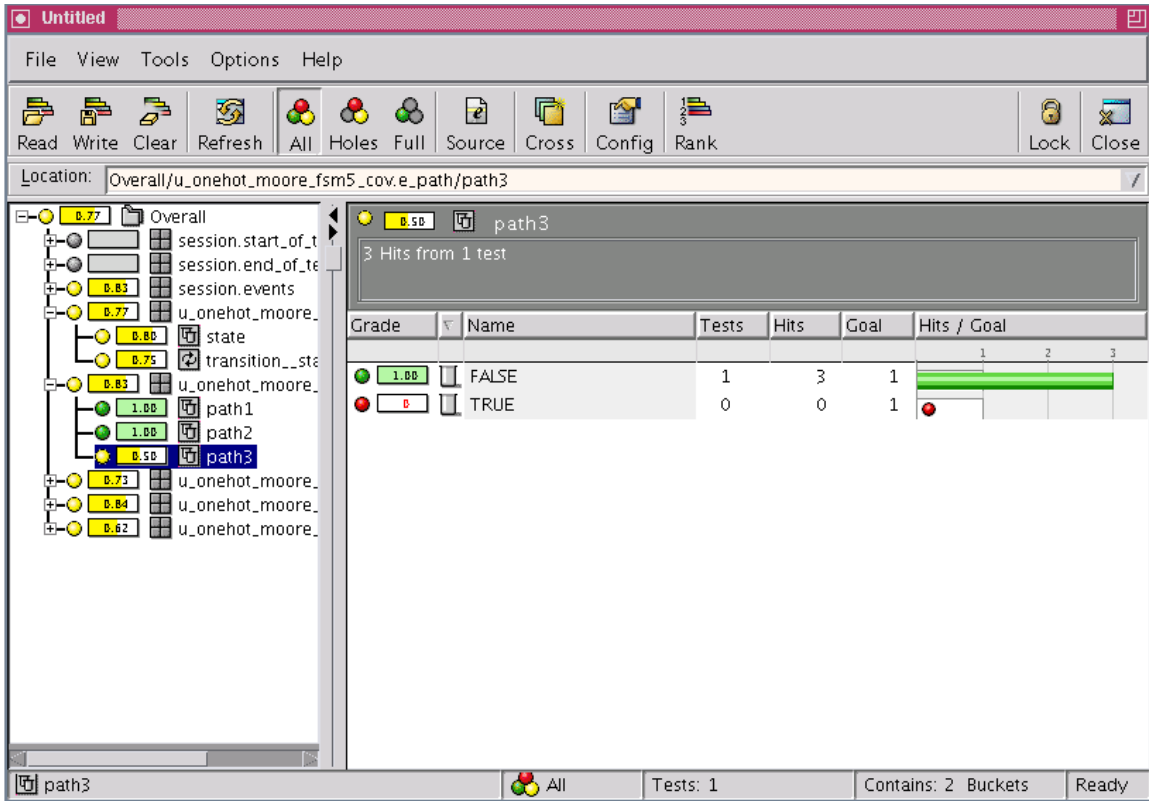 Untitled
File View Tools Options Help
Read Write Clear Refresh All Holes Full Source Cross Config Rank Lock Close
Location: Overall/u_onehot_moore_fsm5_cov.e_path/path3
0.77 Overall
session.start_of_t
session.end_of_te
0.83 session.events
0.77 u_onehot_moore_
0.80 state
0.75 transition__sta
0.83 u_onehot_moore_
1.00 path1
1.00 path2
0.50 path3
0.73 u_onehot_moore_
0.84 u_onehot_moore_
0.62 u_onehot_moore_
0.50 path3
3 Hits from 1 test
Grade Name Tests Hits Goal Hits / Goal
1 2 3
1.00 FALSE 1 3 1
0 TRUE 0 0 1
path3 All Tests: 1 Contains: 2 Buckets Ready